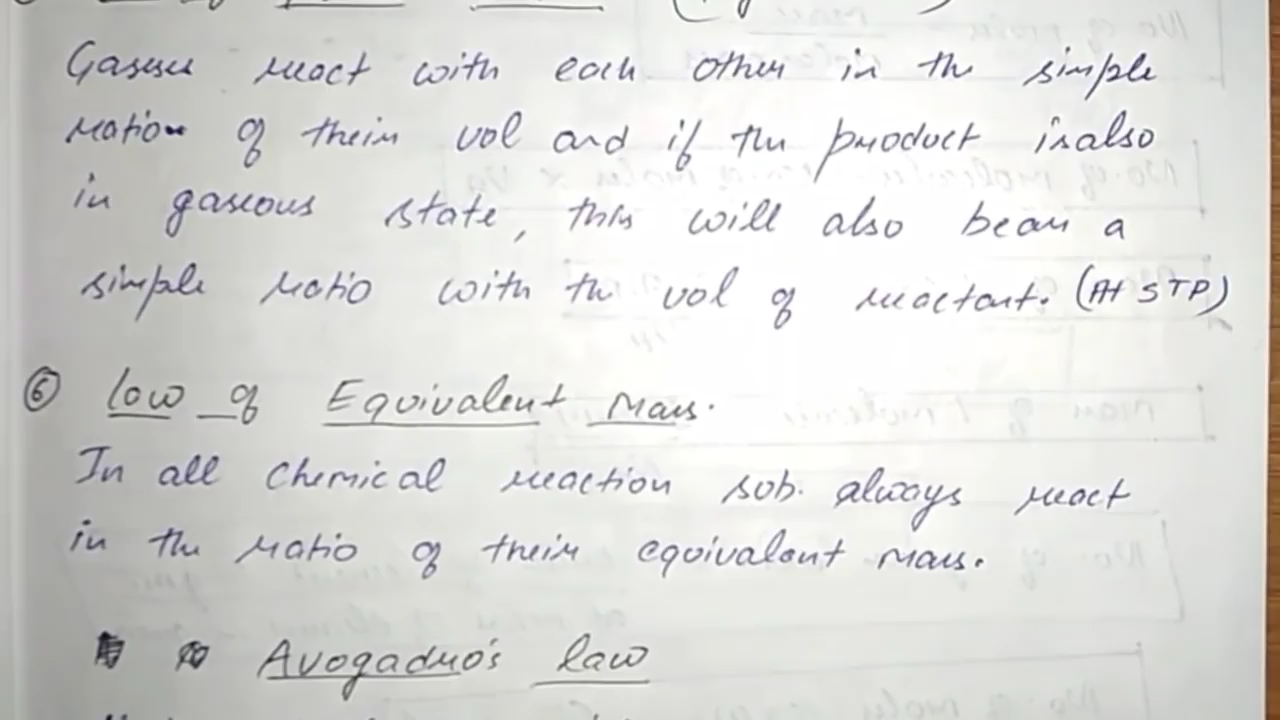 Gases react with each other in the simple
ration of their vol and if the product is also
in gaseous state, this will also bear a
simple ratio with the vol of reactant. (At STP)
⑥ Law of Equivalent Mass.
In all Chemical reaction sub. always react
in the ratio of their equivalent mass.
Avogadro's law